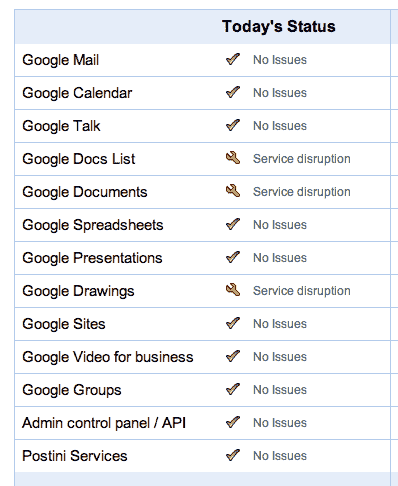 Today's Status
Google Mail No Issues
Google Calendar No Issues
Google Talk No Issues
Google Docs List Service disruption
Google Documents Service disruption
Google Spreadsheets No Issues
Google Presentations No Issues
Google Drawings Service disruption
Google Sites No Issues
Google Video for business No Issues
Google Groups No Issues
Admin control panel / API No Issues
Postini Services No Issues